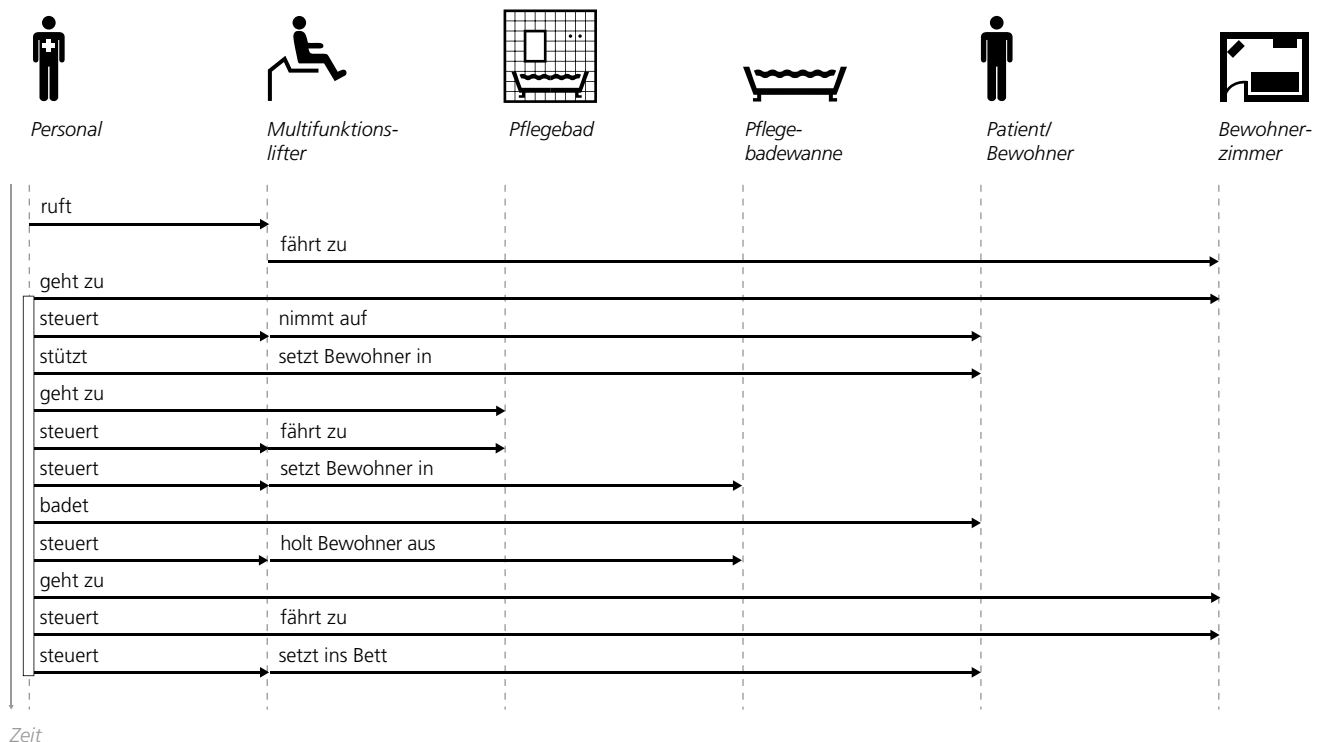 Personal
Multifunktions-
lifter
Pflegebad
Pflege-
badewanne
Patient/
Bewohner
Bewohner-
zimmer
ruft
fährt zu
geht zu
steuert nimmt auf
stützt setzt Bewohner in
geht zu
steuert fährt zu
steuert setzt Bewohner in
badet
steuert holt Bewohner aus
geht zu
steuert fährt zu
steuert setzt ins Bett
Zeit